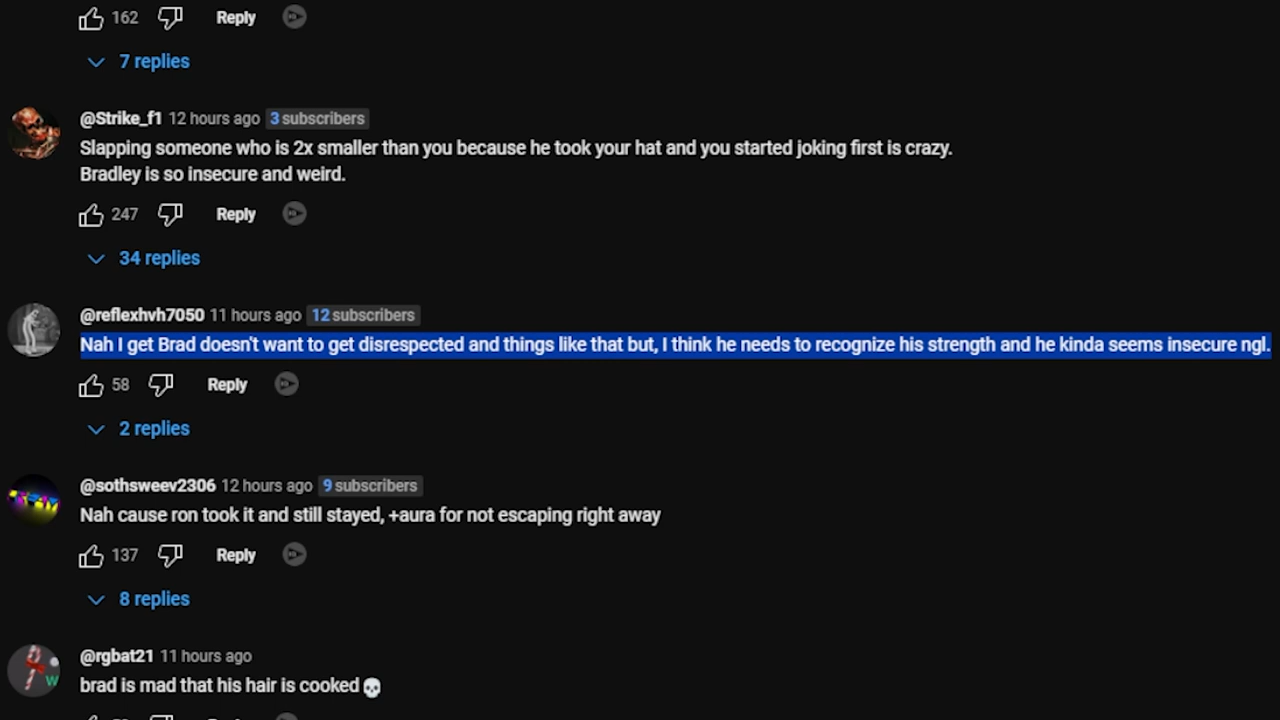 162 Reply
7 replies
@Strike_f1 12 hours ago 3 subscribers
Slapping someone who is 2x smaller than you because he took your hat and you started joking first is crazy.
Bradley is so insecure and weird.
247 Reply
34 replies
@reflexhvh7050 11 hours ago 12 subscribers
Nah I get Brad doesn't want to get disrespected and things like that but, I think he needs to recognize his strength and he kinda seems insecure ngl.
58 Reply
2 replies
@sothsweev2306 12 hours ago 9 subscribers
Nah cause ron took it and still stayed, +aura for not escaping right away
137 Reply
8 replies
@rgbat21 11 hours ago
brad is mad that his hair is cooked💀